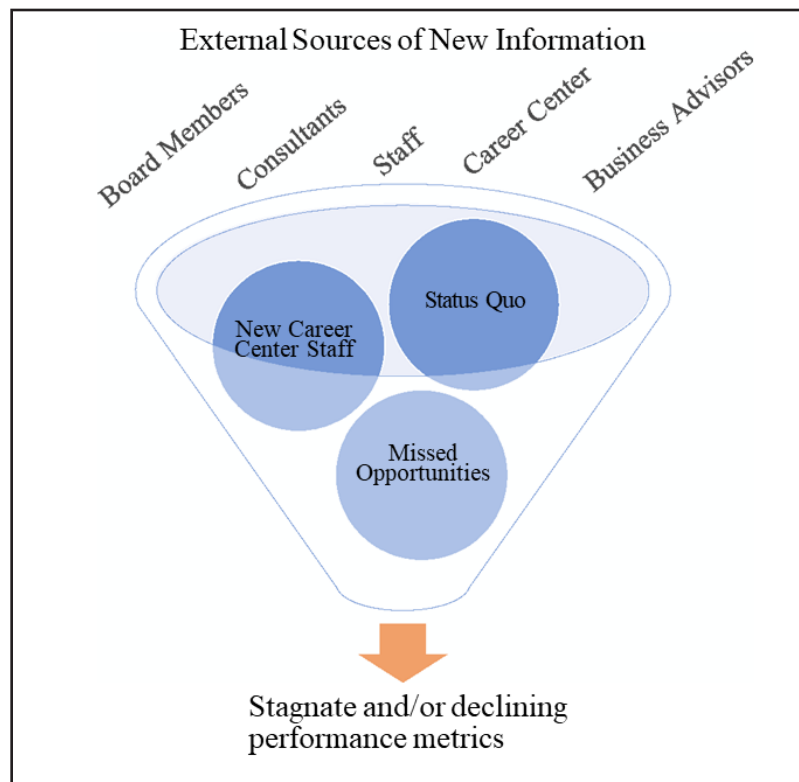 External Sources of New Information
Board Members
Consultants
Staff
Career Center
Business Advisors
Status Quo
New Career
Center Staff
Missed
Opportunities
Stagnate and/or declining
performance metrics